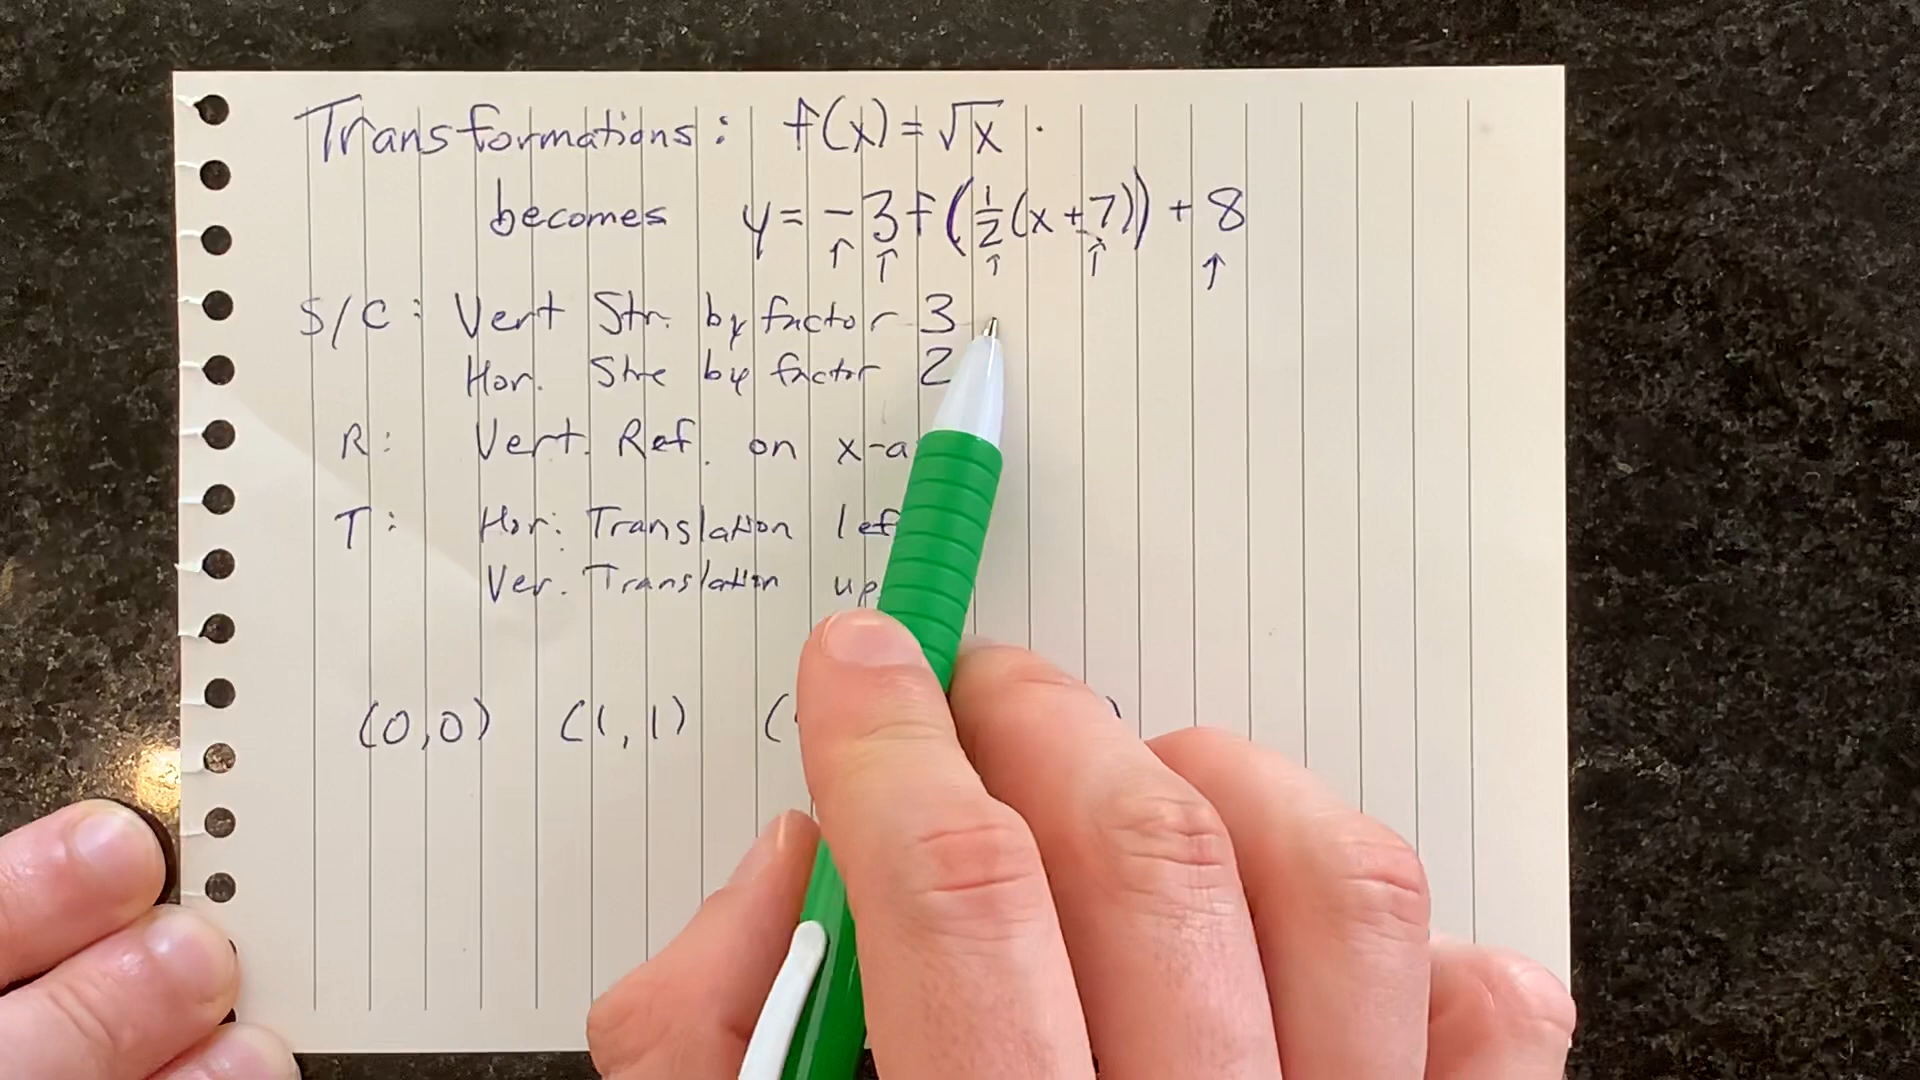 Transformations: f(x) = √x .
becomes y = -3f(½(x+7)) + 8
S/C: Vert Str. by factor 3
Hor. Stre by factor 2
R: Vert. Ref. on x-a
T: Hor: Translation lef
Ver. Translation up
(0,0) (1,1) ( )